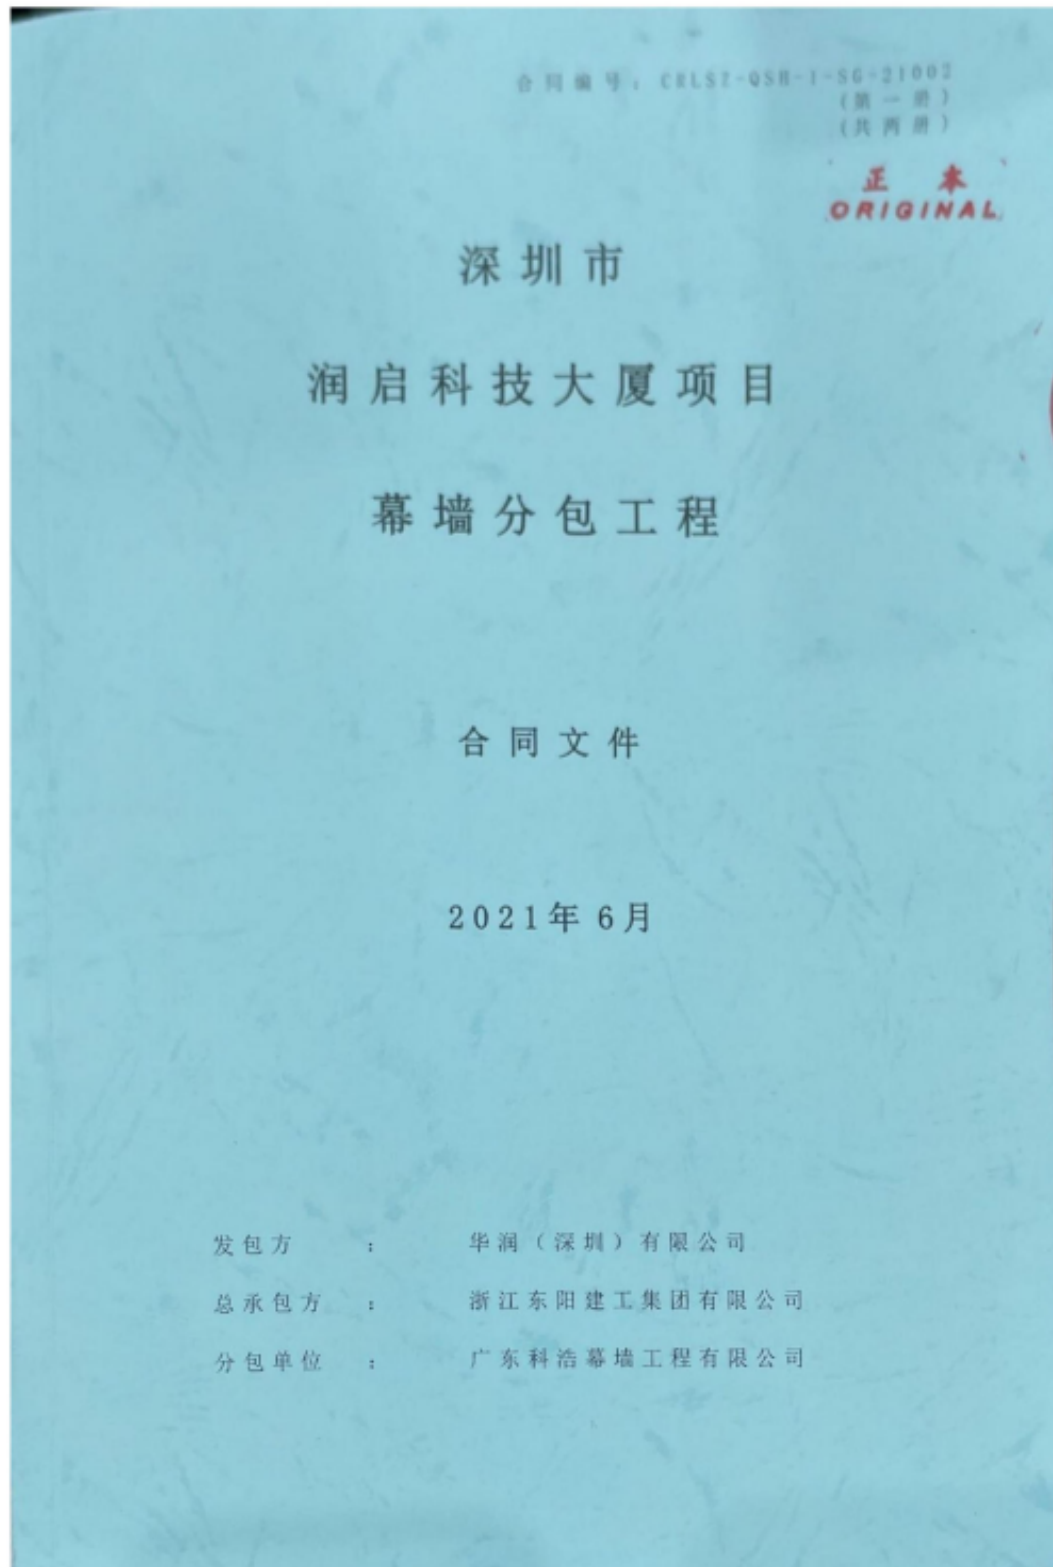 合同编号：CRLSZ-QSH-1-SG-21002
（第一册）
（共两册）
正 本
ORIGINAL
深圳市
润启科技大厦项目
幕墙分包工程
合同文件
2021年 6月
发包方 ： 华润（深圳）有限公司
总承包方 ： 浙江东阳建工集团有限公司
分包单位 ： 广东科浩幕墙工程有限公司